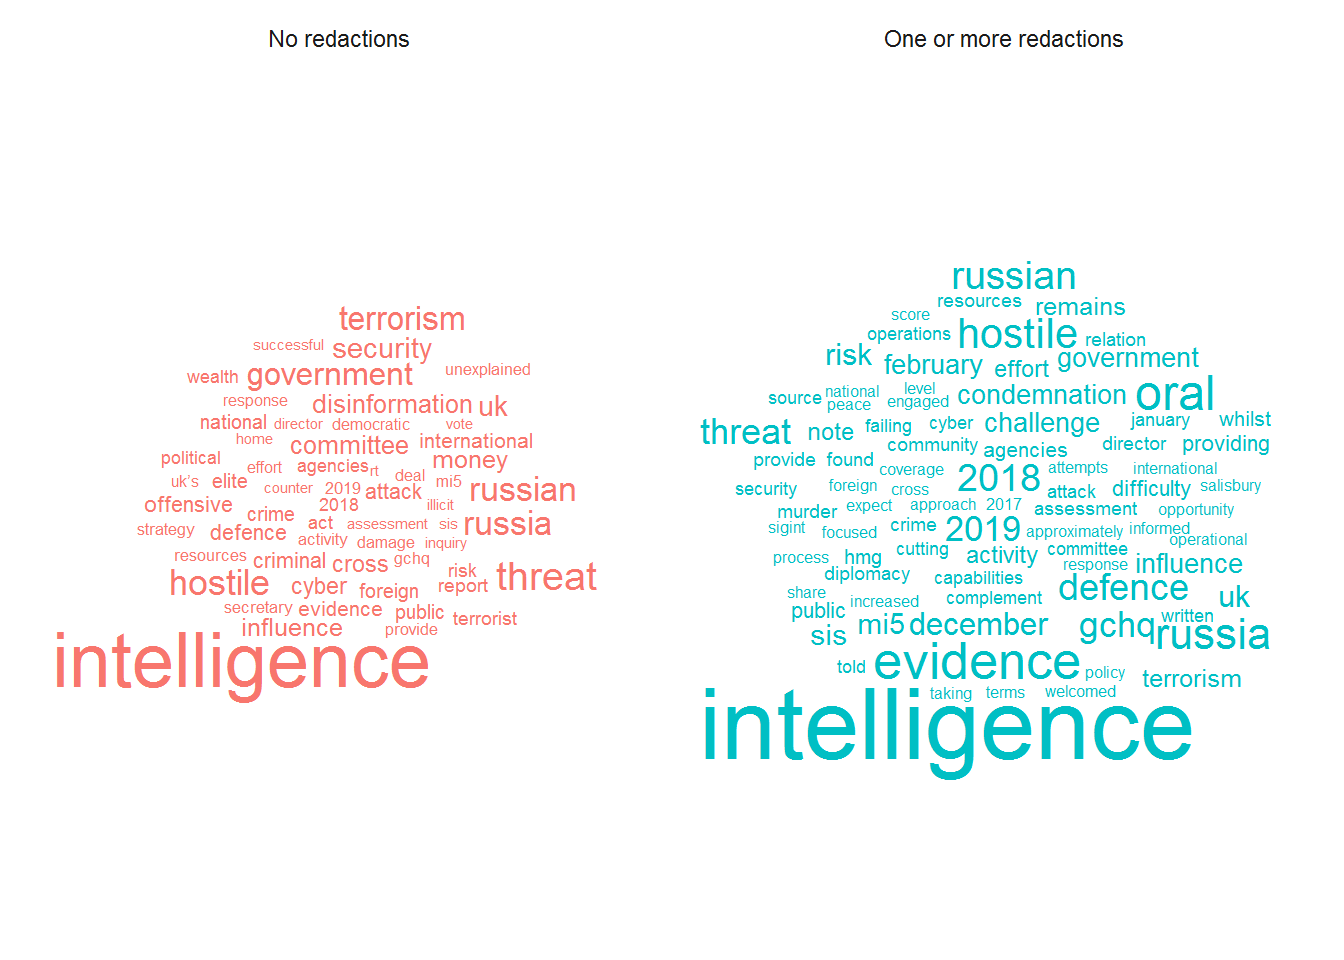 No redactions
terrorism
successful security
wealth government unexplained
response disinformation uk
national director democratic vote
home committee international
political effort agencies rt money
uk's elite counter 2019 attack deal mi5 russian
offensive crime 2018 illicit
strategy defence act assessment sis russia
activity damage inquiry
resources criminal cross gchq
hostile cyber foreign risk report threat
secretary evidence public terrorist
influence provide
intelligence
One or more redactions
russian
resources remains
score
operations hostile relation
risk february effort government
source national level condemnation oral
peace engaged
threat note failing cyber challenge january whilst
community agencies director providing
provide found coverage 2018 attempts international
security foreign cross attack difficulty salisbury
murder expect approach 2017 assessment opportunity
sigint focused crime 2019 approximately informed operational
process hmg cutting activity committee
diplomacy capabilities response influence
share public increased complement defence uk
sis mi5 december gchq written russia
told evidence policy terrorism
taking terms welcomed
intelligence